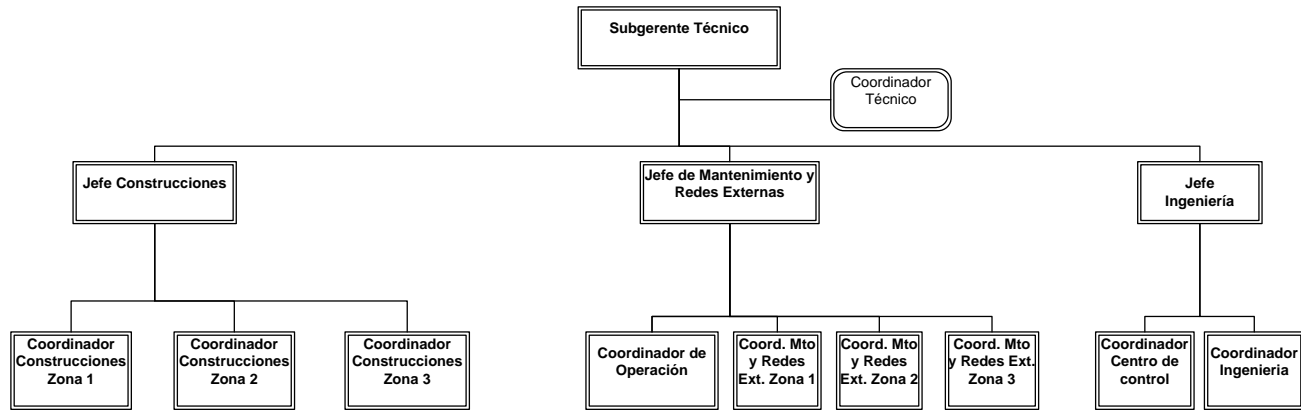 Subgerente Técnico
Coordinador
Técnico
Jefe Construcciones
Jefe de Mantenimiento y
Redes Externas
Jefe
Ingeniería
Coordinador
Construcciones
Zona 1
Coordinador
Construcciones
Zona 2
Coordinador
Construcciones
Zona 3
Coordinador de
Operación
Coord. Mto
y Redes
Ext. Zona 1
Coord. Mto
y Redes
Ext. Zona 2
Coord. Mto
y Redes Ext.
Zona 3
Coordinador
Centro de
control
Coordinador
Ingenieria